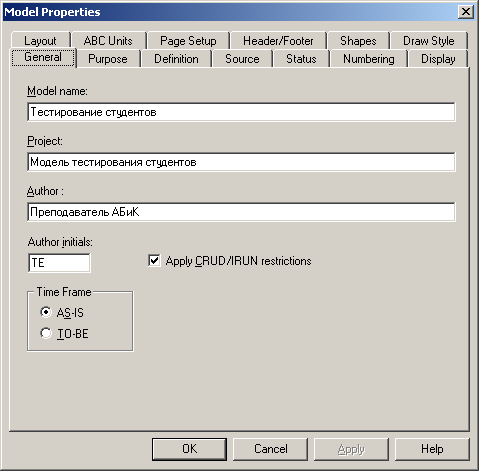 Model Properties
Layout ABC Units Page Setup Header/Footer Shapes Draw Style
General Purpose Definition Source Status Numbering Display
Model name:
Тестирование студентов
Project:
Модель тестирования студентов
Author :
Преподаватель АБиК
Author initials:
ТЕ
Apply CRUD/IRUN restrictions
Time Frame
AS-IS
TO-BE
OK Cancel Apply Help